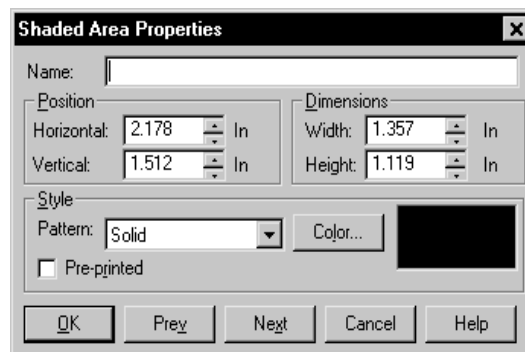 Shaded Area Properties
Name:
Position
Horizontal: 2.178 In
Vertical: 1.512 In
Dimensions
Width: 1.357 In
Height: 1.119 In
Style
Pattern: Solid Color...
Pre-printed
OK Prev Next Cancel Help